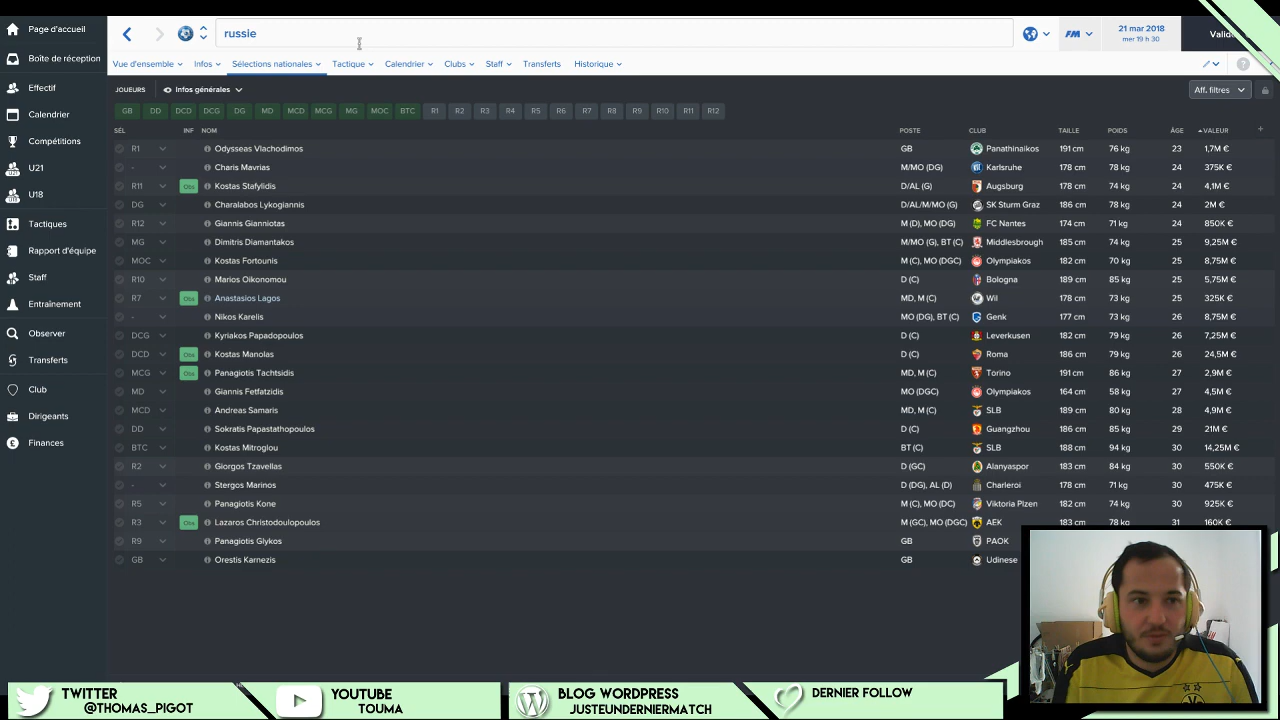 Page d'accueil
Boîte de réception
Effectif
Calendrier
Compétitions
U21
U18
Tactiques
Rapport d'équipe
Staff
Entraînement
Observer
Transferts
Club
Dirigeants
Finances
russie
FM
21 mar 2018
mer 19 h 30
Vue d'ensemble Infos Sélections nationales Tactique Calendrier Clubs Staff Transferts Historique
JOUEURS Infos générales Aff. filtres
GB DD DCD DCG DG MD MCD MCG MG MOC BTC R1 R2 R3 R4 R5 R6 R7 R8 R9 R10 R11 R12
SÉL INF NOM POSTE CLUB TAILLE POIDS ÂGE VALEUR
R1 Odysseas Vlachodimos GB Panathinaikos 191 cm 76 kg 23 1,7M €
- Charis Mavrias M/MO (DG) Karlsruhe 178 cm 78 kg 24 375K €
R11 Obs Kostas Stafylidis D/AL (G) Augsburg 178 cm 74 kg 24 4,1M €
DG Charalabos Lykogiannis D/AL/M/MO (G) SK Sturm Graz 186 cm 78 kg 24 2M €
R12 Giannis Gianniotas M (D), MO (DG) FC Nantes 174 cm 71 kg 24 850K €
MG Dimitris Diamantakos M/MO (G), BT (C) Middlesbrough 185 cm 74 kg 25 9,25M €
MOC Kostas Fortounis M (C), MO (DGC) Olympiakos 182 cm 70 kg 25 8,75M €
R10 Marios Oikonomou D (C) Bologna 189 cm 85 kg 25 5,75M €
R7 Obs Anastasios Lagos MD, M (C) Wil 178 cm 73 kg 25 325K €
- Nikos Karelis MO (DG), BT (C) Genk 177 cm 73 kg 26 8,75M €
DCG Kyriakos Papadopoulos D (C) Leverkusen 182 cm 79 kg 26 7,25M €
DCD Obs Kostas Manolas D (C) Roma 186 cm 79 kg 26 24,5M €
MCG Obs Panagiotis Tachtsidis MD, M (C) Torino 191 cm 86 kg 27 2,9M €
MD Giannis Fetfatzidis MO (DGC) Olympiakos 164 cm 58 kg 27 4,5M €
MCD Andreas Samaris MD, M (C) SLB 189 cm 80 kg 28 4,9M €
DD Sokratis Papastathopoulos D (C) Guangzhou 186 cm 85 kg 29 21M €
BTC Kostas Mitroglou BT (C) SLB 188 cm 94 kg 30 14,25M €
R2 Giorgos Tzavellas D (GC) Alanyaspor 183 cm 84 kg 30 550K €
- Stergos Marinos D (DG), AL (D) Charleroi 178 cm 71 kg 30 475K €
R5 Panagiotis Kone M (C), MO (DC) Viktoria Plzen 182 cm 74 kg 30 925K €
R3 Obs Lazaros Christodoulopoulos M (GC), MO (DGC) AEK 183 cm 78 kg 31 160K €
R9 Panagiotis Glykos GB PAOK
GB Orestis Karnezis GB Udinese
TWITTER
@THOMAS_PIGOT
YOUTUBE
TOUMA
BLOG WORDPRESS
JUSTEUNDERNIERMATCH
DERNIER FOLLOW